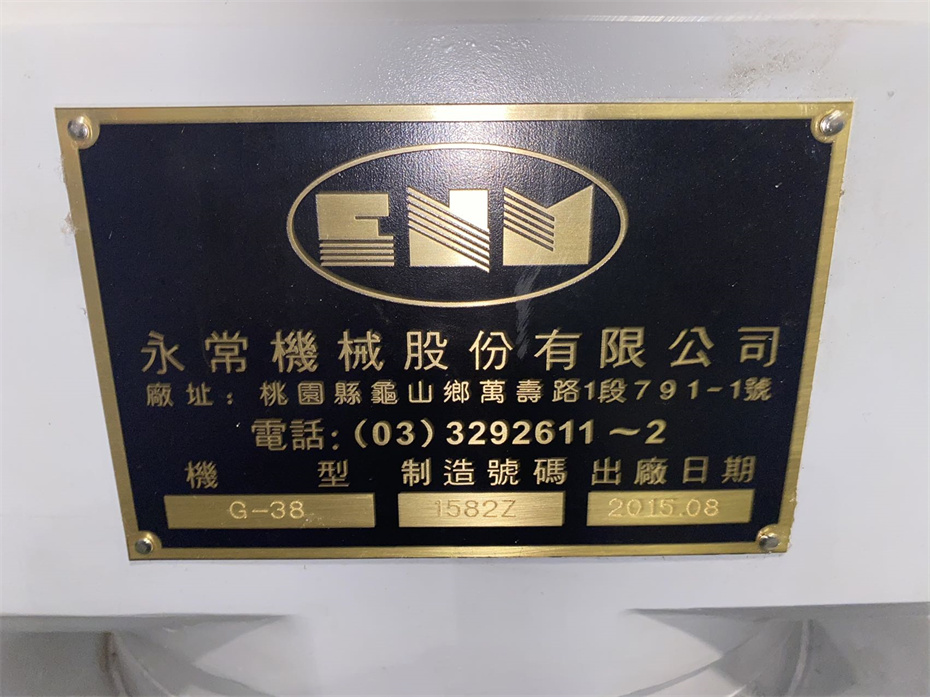 ENM
永常機械股份有限公司
廠址：桃園縣龜山鄉萬壽路1段791-1號
電話：(03)3292611～2
機型 制造號碼 出廠日期
G-38 1582Z 2015.08